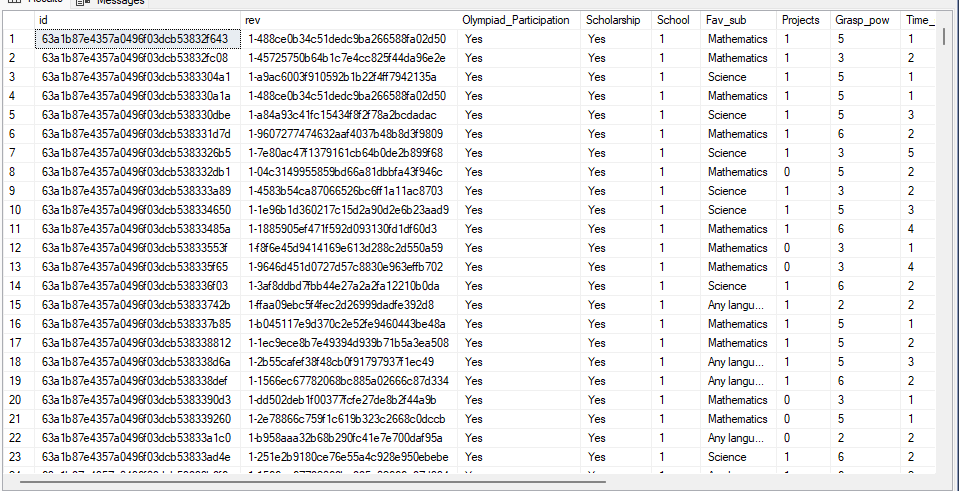 Results Messages
id rev Olympiad_Participation Scholarship School Fav_sub Projects Grasp_pow Time_
1 63a1b87e4357a0496f03dcb53832f643 1-488ce0b34c51dedc9ba266588fa02d50 Yes Yes 1 Mathematics 1 5 1
2 63a1b87e4357a0496f03dcb53832fc08 1-45725750b64b1c7e4cc825f44da96e2e Yes Yes 1 Mathematics 1 3 2
3 63a1b87e4357a0496f03dcb5383304a1 1-a9ac6003f910592b1b22f4ff7942135a Yes Yes 1 Science 1 5 1
4 63a1b87e4357a0496f03dcb538330a1a 1-488ce0b34c51dedc9ba266588fa02d50 Yes Yes 1 Mathematics 1 5 1
5 63a1b87e4357a0496f03dcb538330dbe 1-a84a93c41fc15434f8f2f78a2bcdadac Yes Yes 1 Science 1 5 3
6 63a1b87e4357a0496f03dcb538331d7d 1-9607277474632aaf4037b48b8d3f9809 Yes Yes 1 Mathematics 1 6 2
7 63a1b87e4357a0496f03dcb5383326b5 1-7e80ac47f1379161cb64b0de2b899f68 Yes Yes 1 Science 1 3 5
8 63a1b87e4357a0496f03dcb538332db1 1-04c3149955859bd66a81dbbfa43f946c Yes Yes 1 Mathematics 0 5 2
9 63a1b87e4357a0496f03dcb538333a89 1-4583b54ca87066526bc6ff1a11ac8703 Yes Yes 1 Science 1 3 2
10 63a1b87e4357a0496f03dcb538334650 1-1e96b1d360217c15d2a90d2e6b23aad9 Yes Yes 1 Science 1 5 3
11 63a1b87e4357a0496f03dcb53833485a 1-1885905ef471f592d093130fd1df60d3 Yes Yes 1 Mathematics 1 6 4
12 63a1b87e4357a0496f03dcb53833553f 1-f8f6e45d9414169e613d288c2d550a59 Yes Yes 1 Mathematics 0 3 1
13 63a1b87e4357a0496f03dcb538335f65 1-9646d451d0727d57c8830e963effb702 Yes Yes 1 Mathematics 0 3 4
14 63a1b87e4357a0496f03dcb538336f03 1-3af8ddbd7fbb44e27a2a2fa12210b0da Yes Yes 1 Science 1 6 2
15 63a1b87e4357a0496f03dcb53833742b 1-ffaa09ebc5f4fec2d26999dadfe392d8 Yes Yes 1 Any langu... 1 2 2
16 63a1b87e4357a0496f03dcb538337b85 1-b045117e9d370c2e52fe9460443be48a Yes Yes 1 Mathematics 1 5 1
17 63a1b87e4357a0496f03dcb538338812 1-1ec9ece8b7e49394d939b71b5a3ea508 Yes Yes 1 Mathematics 1 5 2
18 63a1b87e4357a0496f03dcb538338d6a 1-2b55cafef38f48cb0f91797937f1ec49 Yes Yes 1 Any langu... 1 5 3
19 63a1b87e4357a0496f03dcb538338def 1-1566ec67782068bc885a02666c87d334 Yes Yes 1 Any langu... 1 6 2
20 63a1b87e4357a0496f03dcb5383390d3 1-dd502deb1f00377fcfe27de8b2f44a9b Yes Yes 1 Mathematics 0 3 1
21 63a1b87e4357a0496f03dcb538339260 1-2e78866c759f1c619b323c2668c0dccb Yes Yes 1 Mathematics 0 5 1
22 63a1b87e4357a0496f03dcb53833a1c0 1-b958aaa32b68b290fc41e7e700daf95a Yes Yes 1 Any langu... 0 2 2
23 63a1b87e4357a0496f03dcb53833ad4e 1-251e2b9180ce76e55a4c928e950ebebe Yes Yes 1 Science 1 6 2